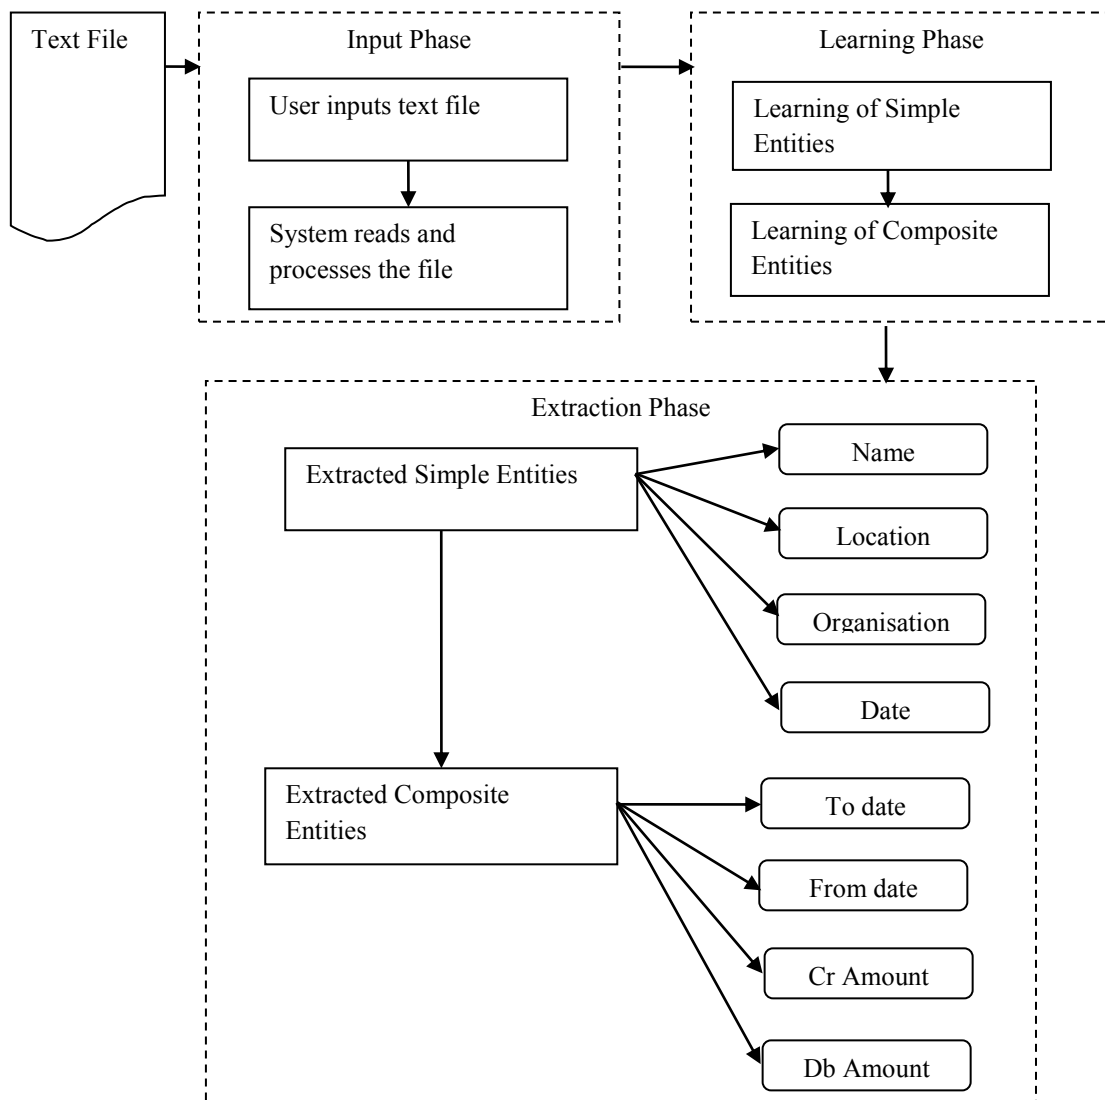 Text File
Input Phase
User inputs text file
System reads and
processes the file
Learning Phase
Learning of Simple
Entities
Learning of Composite
Entities
Extraction Phase
Extracted Simple Entities
Name
Location
Organisation
Date
Extracted Composite
Entities
To date
From date
Cr Amount
Db Amount